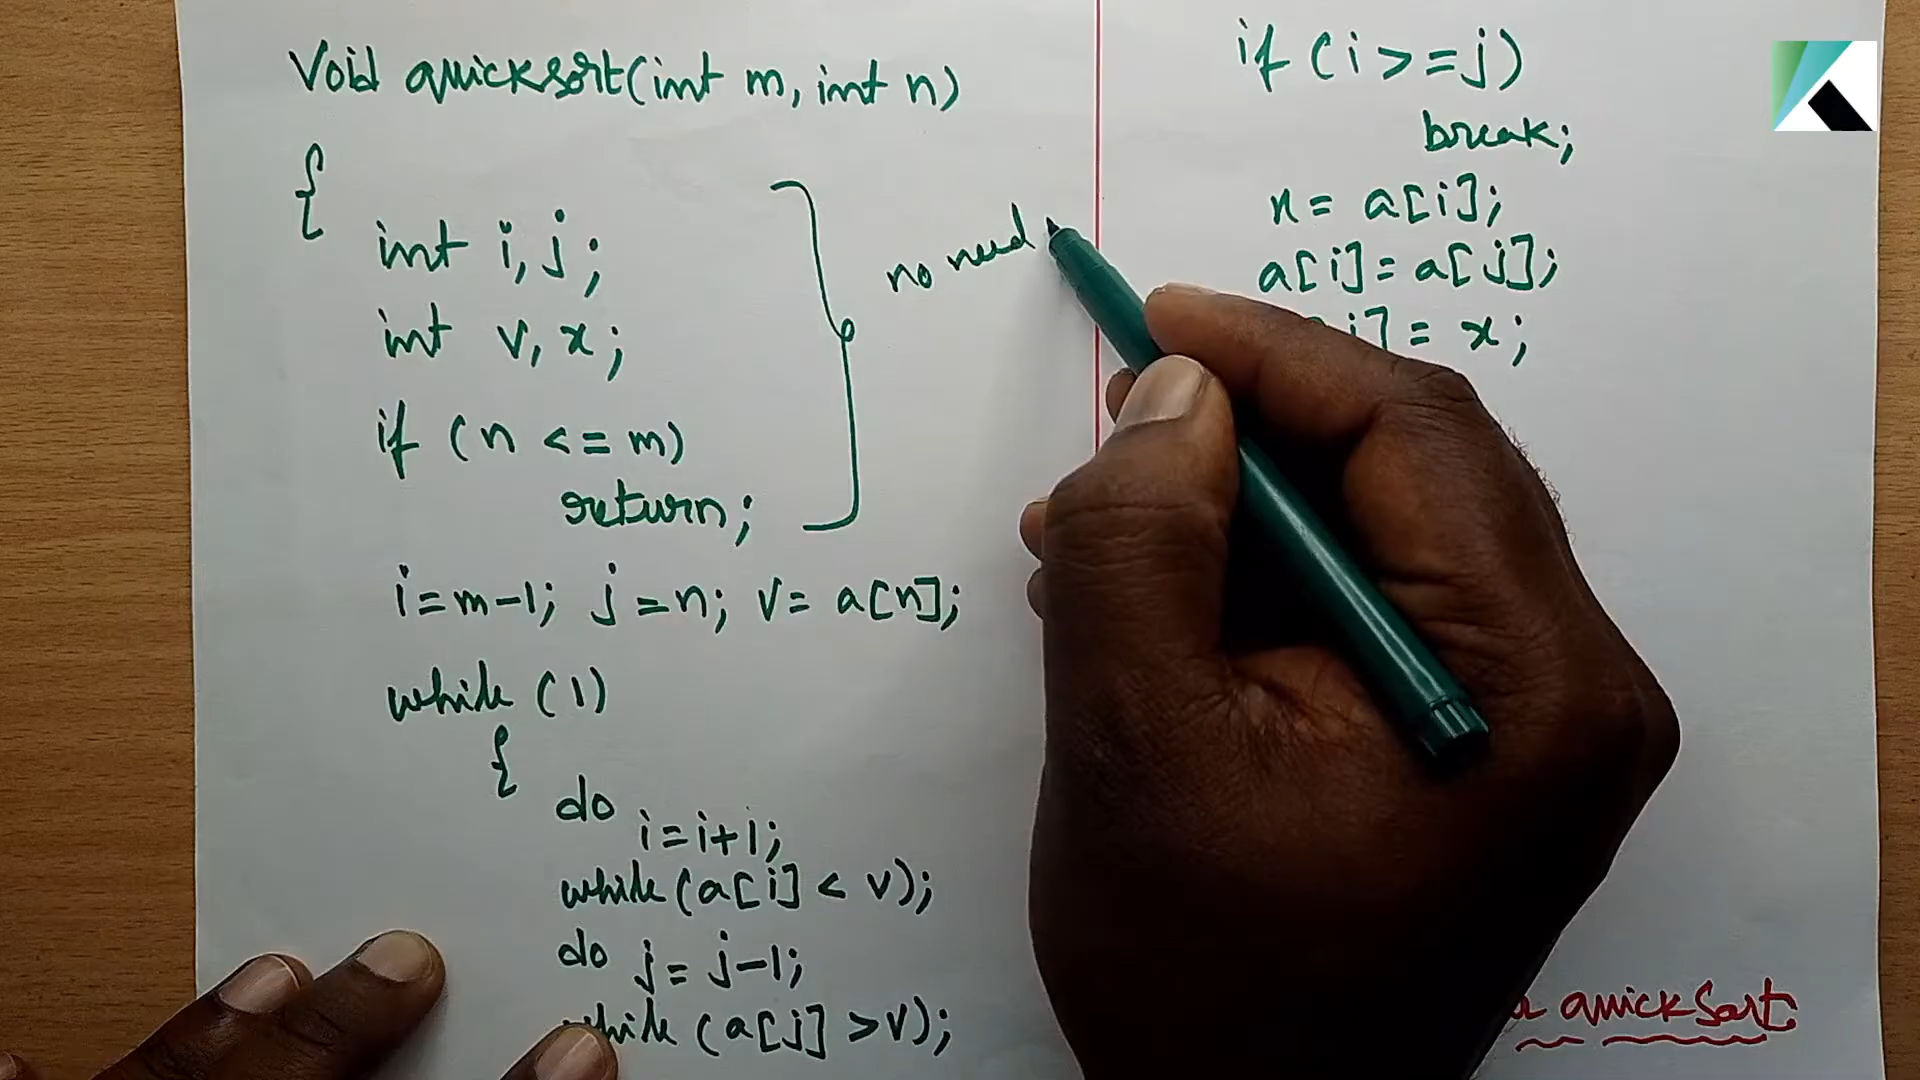 Void quicksort(int m, int n)
{
int i, j;
int v, x;
if (n <= m)
return;
no need
i=m-1; j=n; v= a[n];
while (1)
{
do
i=i+1;
while (a[i] < v);
do j= j-1;
while (a[j] >v);
if (i>=j)
break;
x= a[i];
a[i]= a[j];
] = x;
quicksort